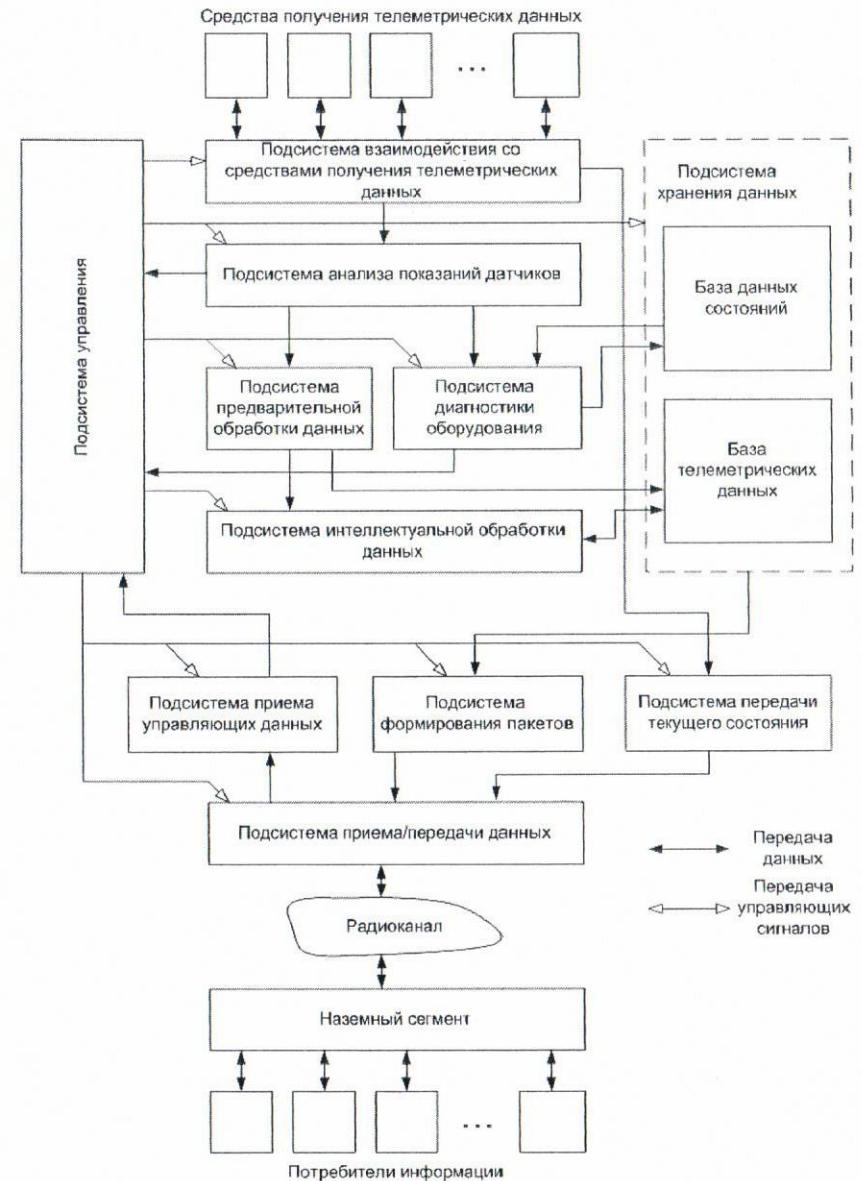 Средства получения телеметрических данных
...
Подсистема взаимодействия со
средствами получения телеметрических
данных
Подсистема
хранения данных
Подсистема управления
Подсистема анализа показаний датчиков
База данных
состояний
Подсистема
предварительной
обработки данных
Подсистема
диагностики
оборудования
База
телеметрических
данных
Подсистема интеллектуальной обработки
данных
Подсистема приема
управляющих данных
Подсистема
формирования пакетов
Подсистема передачи
текущего состояния
Подсистема приема/передачи данных
Передача
данных
Передача
управляющих
сигналов
Радиоканал
Наземный сегмент
...
Потребители информации